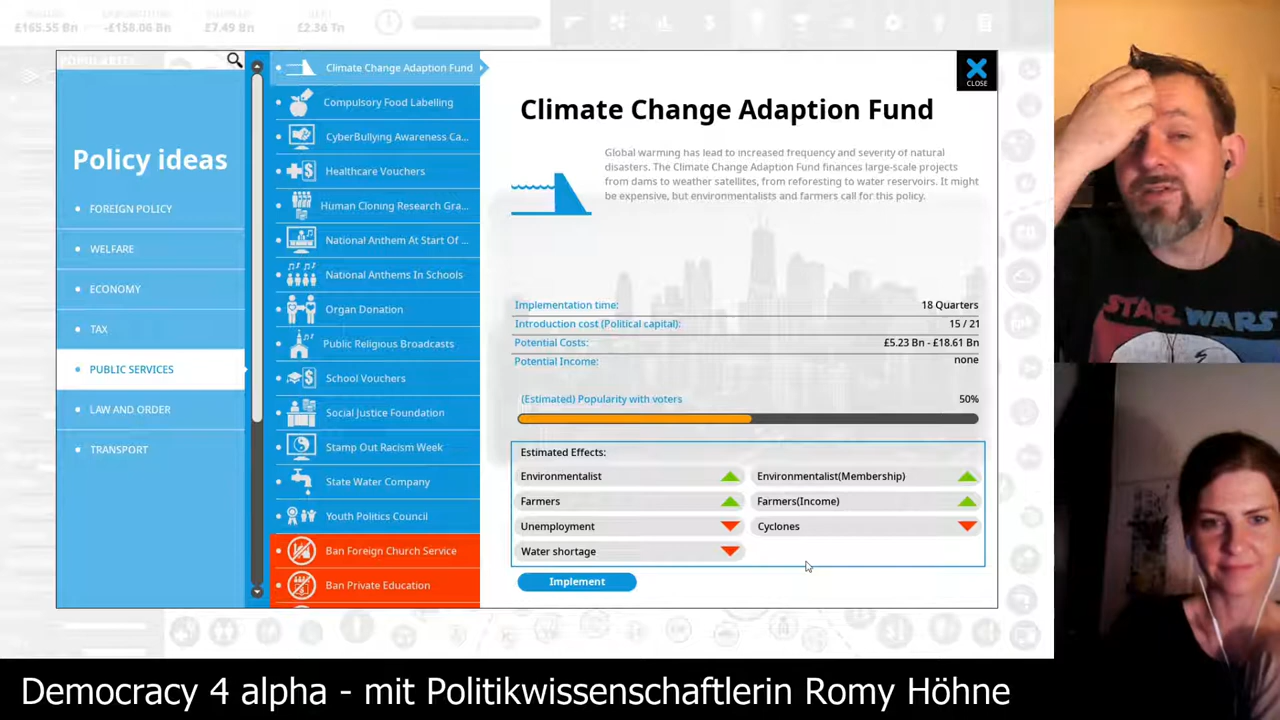 £165.55 Bn -£158.06 Bn £7.49 Bn £2.36 Tn
Policy ideas
FOREIGN POLICY
WELFARE
ECONOMY
TAX
PUBLIC SERVICES
LAW AND ORDER
TRANSPORT
Climate Change Adaption Fund
Compulsory Food Labelling
CyberBullying Awareness Ca...
Healthcare Vouchers
Human Cloning Research Gra...
National Anthem At Start Of ...
National Anthems In Schools
Organ Donation
Public Religious Broadcasts
School Vouchers
Social Justice Foundation
Stamp Out Racism Week
State Water Company
Youth Politics Council
Ban Foreign Church Service
Ban Private Education
CLOSE
Climate Change Adaption Fund
Global warming has lead to increased frequency and severity of natural
disasters. The Climate Change Adaption Fund finances large-scale projects
from dams to weather satellites, from reforesting to water reservoirs. It might
be expensive, but environmentalists and farmers call for this policy.
Implementation time: 18 Quarters
Introduction cost (Political capital): 15 / 21
Potential Costs: £5.23 Bn - £18.61 Bn
Potential Income: none
(Estimated) Popularity with voters 50%
Estimated Effects:
Environmentalist Environmentalist(Membership)
Farmers Farmers(Income)
Unemployment Cyclones
Water shortage
Implement
STAR WARS
Democracy 4 alpha - mit Politikwissenschaftlerin Romy Höhne